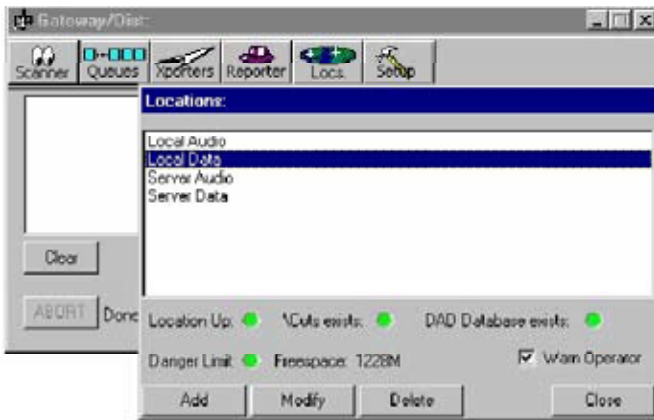 Gateway/Dist:
Scanner Queues Xporters Reporter Locs. Setup
Locations:
Local Audio
Local Data
Server Audio
Server Data
Clear
ABORT Done
Location Up: \Cuts exists: DAD Database exists:
Danger Limit Freespace: 1228M Warn Operator
Add Modify Delete Close